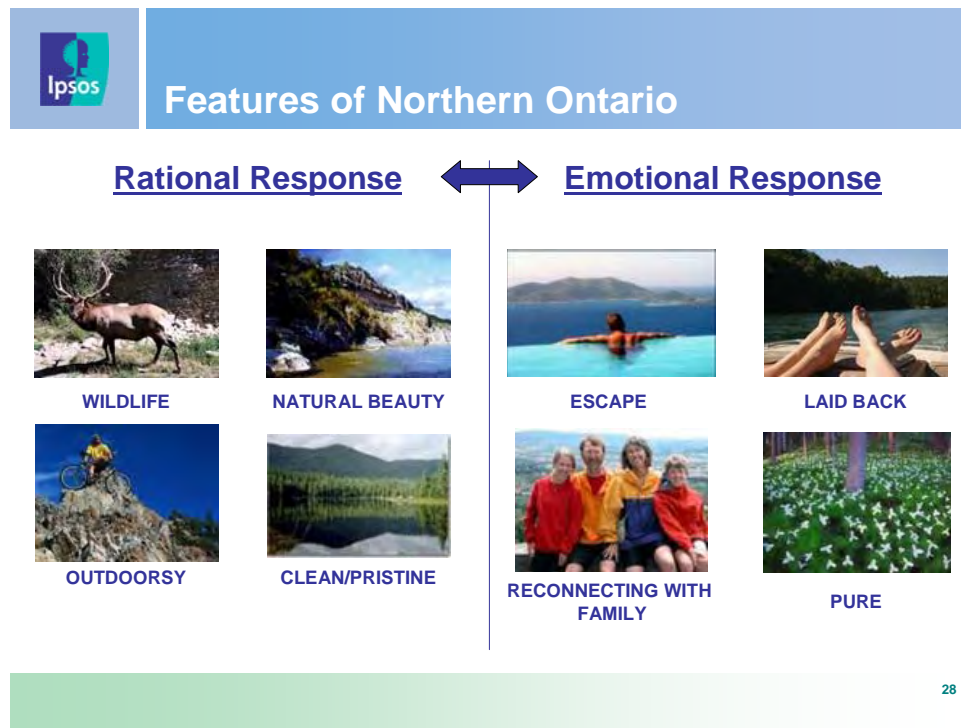 Ipsos
Features of Northern Ontario
Rational Response
Emotional Response
WILDLIFE
NATURAL BEAUTY
ESCAPE
LAID BACK
OUTDOORSY
CLEAN/PRISTINE
RECONNECTING WITH
FAMILY
PURE
28